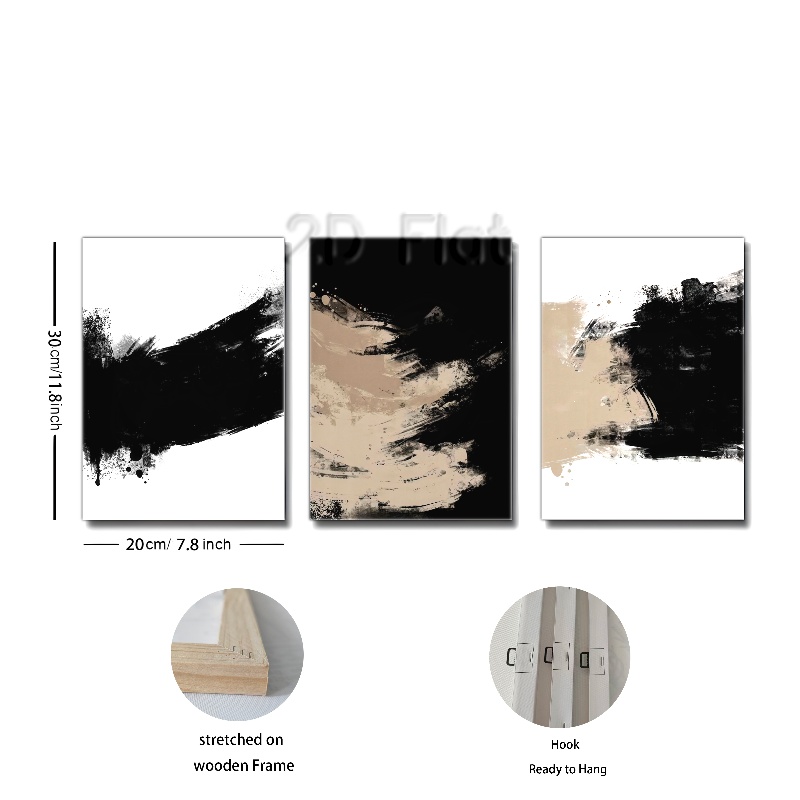 2D Flat
30cm/11.8inch
20cm/ 7.8 inch
stretched on
wooden Frame
Hook
Ready to Hang